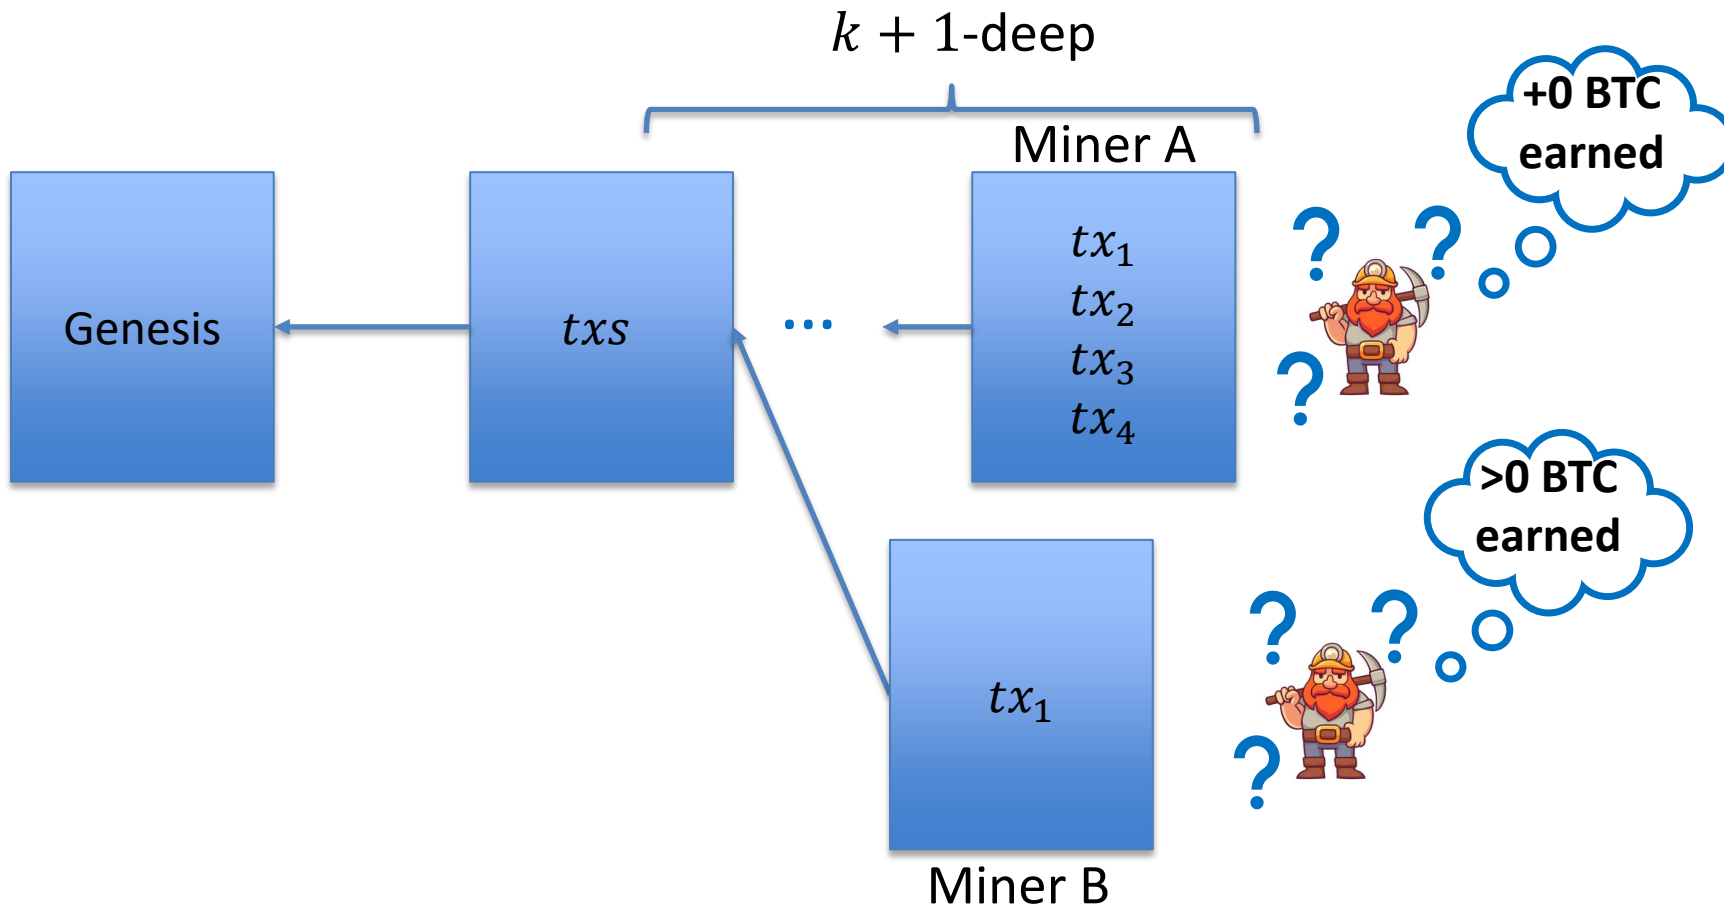 k + 1-deep
+0 BTC
earned
Miner A
Genesis
txs
...
tx₁
tx₂
tx₃
tx₄
?
?
?
>0 BTC
earned
tx₁
?
?
?
Miner B